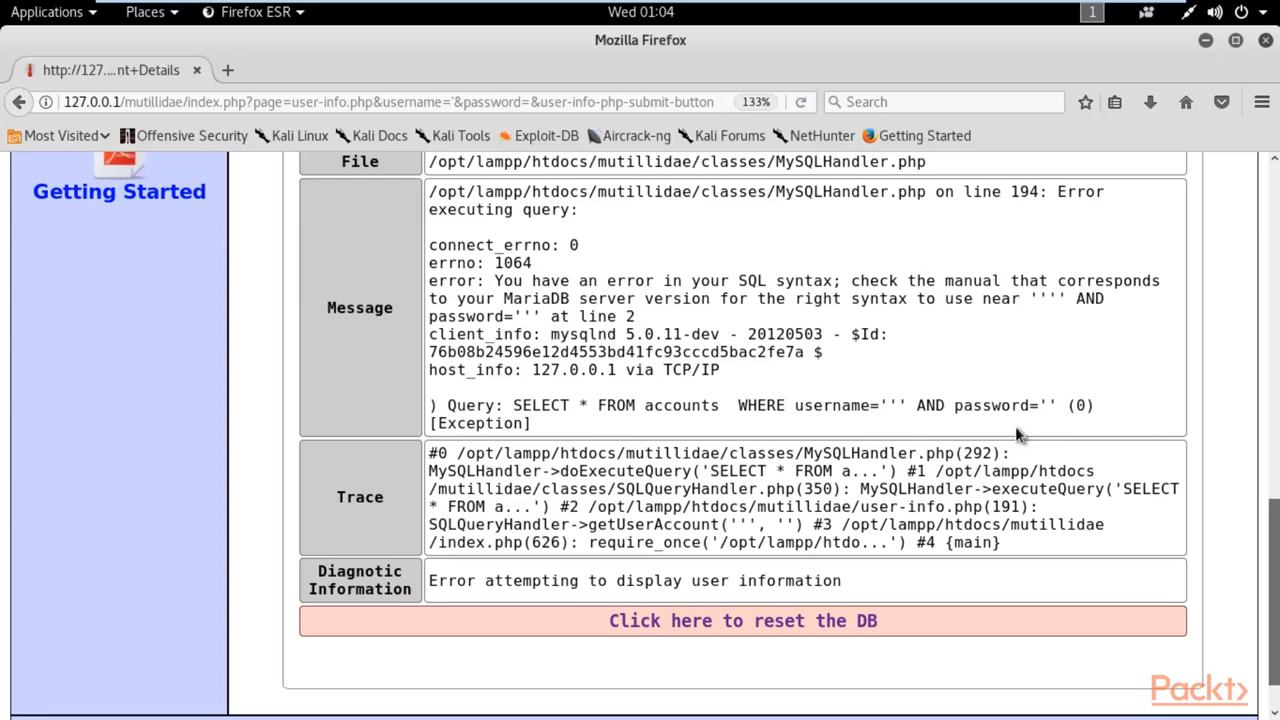 Applications Places Firefox ESR Wed 01:04 1
Mozilla Firefox
http://127....nt+Details
127.0.0.1/mutillidae/index.php?page=user-info.php&username='&password=&user-info-php-submit-button 133% Search
Most Visited Offensive Security Kali Linux Kali Docs Kali Tools Exploit-DB Aircrack-ng Kali Forums NetHunter Getting Started
Getting Started
File /opt/lampp/htdocs/mutillidae/classes/MySQLHandler.php
Message
/opt/lampp/htdocs/mutillidae/classes/MySQLHandler.php on line 194: Error
executing query:
connect_errno: 0
errno: 1064
error: You have an error in your SQL syntax; check the manual that corresponds
to your MariaDB server version for the right syntax to use near '''' AND
password=''' at line 2
client_info: mysqlnd 5.0.11-dev - 20120503 - $Id:
76b08b24596e12d4553bd41fc93cccd5bac2fe7a $
host_info: 127.0.0.1 via TCP/IP
) Query: SELECT * FROM accounts  WHERE username=''' AND password='' (0)
[Exception]
Trace
#0 /opt/lampp/htdocs/mutillidae/classes/MySQLHandler.php(292):
MySQLHandler->doExecuteQuery('SELECT * FROM a...') #1 /opt/lampp/htdocs
/mutillidae/classes/SQLQueryHandler.php(350): MySQLHandler->executeQuery('SELECT
* FROM a...') #2 /opt/lampp/htdocs/mutillidae/user-info.php(191):
SQLQueryHandler->getUserAccount(''', '') #3 /opt/lampp/htdocs/mutillidae
/index.php(626): require_once('/opt/lampp/htdo...') #4 {main}
Diagnostic
Information
Error attempting to display user information
Click here to reset the DB
Packt